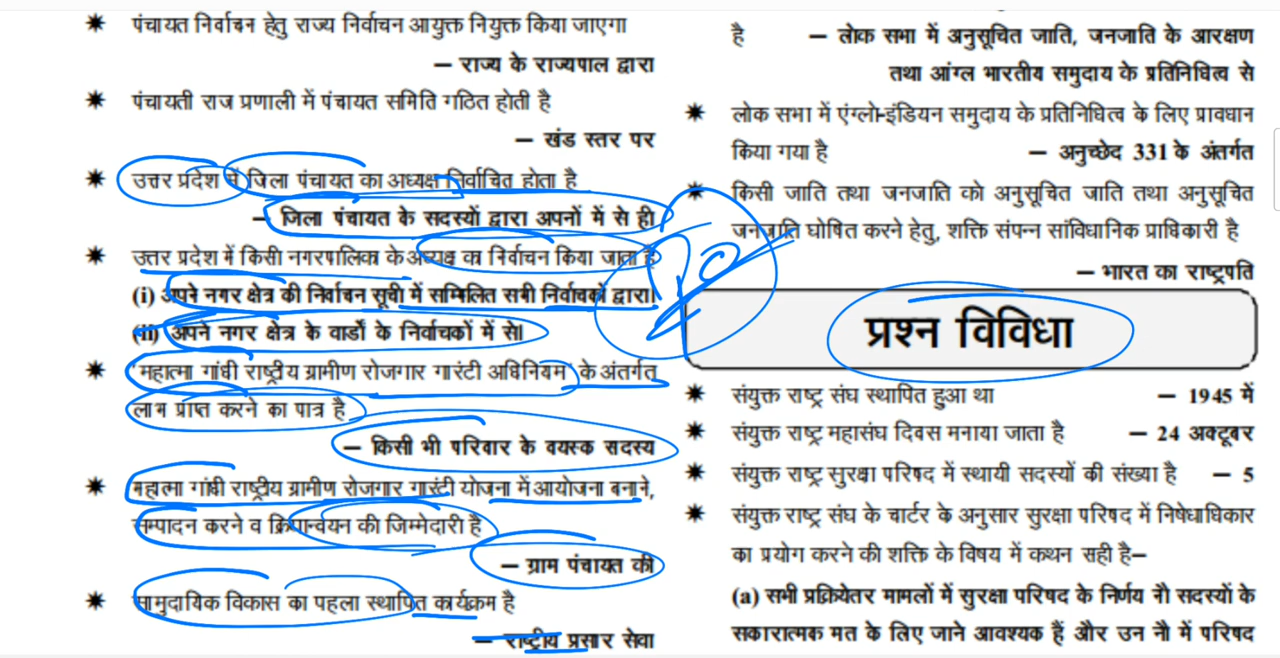 ✷ पंचायत निर्वाचन हेतु राज्य निर्वाचन आयुक्त नियुक्त किया जाएगा
— राज्य के राज्यपाल द्वारा
✷ पंचायती राज प्रणाली में पंचायत समिति गठित होती है
— खंड स्तर पर
✷ उत्तर प्रदेश में जिला पंचायत का अध्यक्ष निर्वाचित होता है
— जिला पंचायत के सदस्यों द्वारा अपनों में से ही
✷ उत्तर प्रदेश में किसी नगरपालिका के अध्यक्ष का निर्वाचन किया जाता है
(i) अपने नगर क्षेत्र की निर्वाचन सूची में सम्मिलित सभी निर्वाचकों द्वारा।
(ii) अपने नगर क्षेत्र के वार्डों के निर्वाचकों में से।
✷ 'महात्मा गांधी राष्ट्रीय ग्रामीण रोजगार गारंटी अधिनियम' के अंतर्गत
लाभ प्राप्त करने का पात्र है
— किसी भी परिवार के वयस्क सदस्य
✷ महात्मा गांधी राष्ट्रीय ग्रामीण रोजगार गारंटी योजना में आयोजना बनाने,
सम्पादन करने व क्रियान्वयन की जिम्मेदारी है
— ग्राम पंचायत की
✷ सामुदायिक विकास का पहला स्थापित कार्यक्रम है
— राष्ट्रीय प्रसार सेवा
है — लोक सभा में अनुसूचित जाति, जनजाति के आरक्षण
तथा आंग्ल भारतीय समुदाय के प्रतिनिधित्व से
✷ लोक सभा में एंग्लो-इंडियन समुदाय के प्रतिनिधित्व के लिए प्रावधान
किया गया है — अनुच्छेद 331 के अंतर्गत
✷ किसी जाति तथा जनजाति को अनुसूचित जाति तथा अनुसूचित
जनजाति घोषित करने हेतु, शक्ति संपन्न सांविधानिक प्राधिकारी है
— भारत का राष्ट्रपति
प्रश्न विविधा
✷ संयुक्त राष्ट्र संघ स्थापित हुआ था — 1945 में
✷ संयुक्त राष्ट्र महासंघ दिवस मनाया जाता है — 24 अक्टूबर
✷ संयुक्त राष्ट्र सुरक्षा परिषद में स्थायी सदस्यों की संख्या है — 5
✷ संयुक्त राष्ट्र संघ के चार्टर के अनुसार सुरक्षा परिषद में निषेधाधिकार
का प्रयोग करने की शक्ति के विषय में कथन सही है—
(a) सभी प्रक्रियेतर मामलों में सुरक्षा परिषद के निर्णय नौ सदस्यों के
सकारात्मक मत के लिए जाने आवश्यक हैं और उन नौ में परिषद